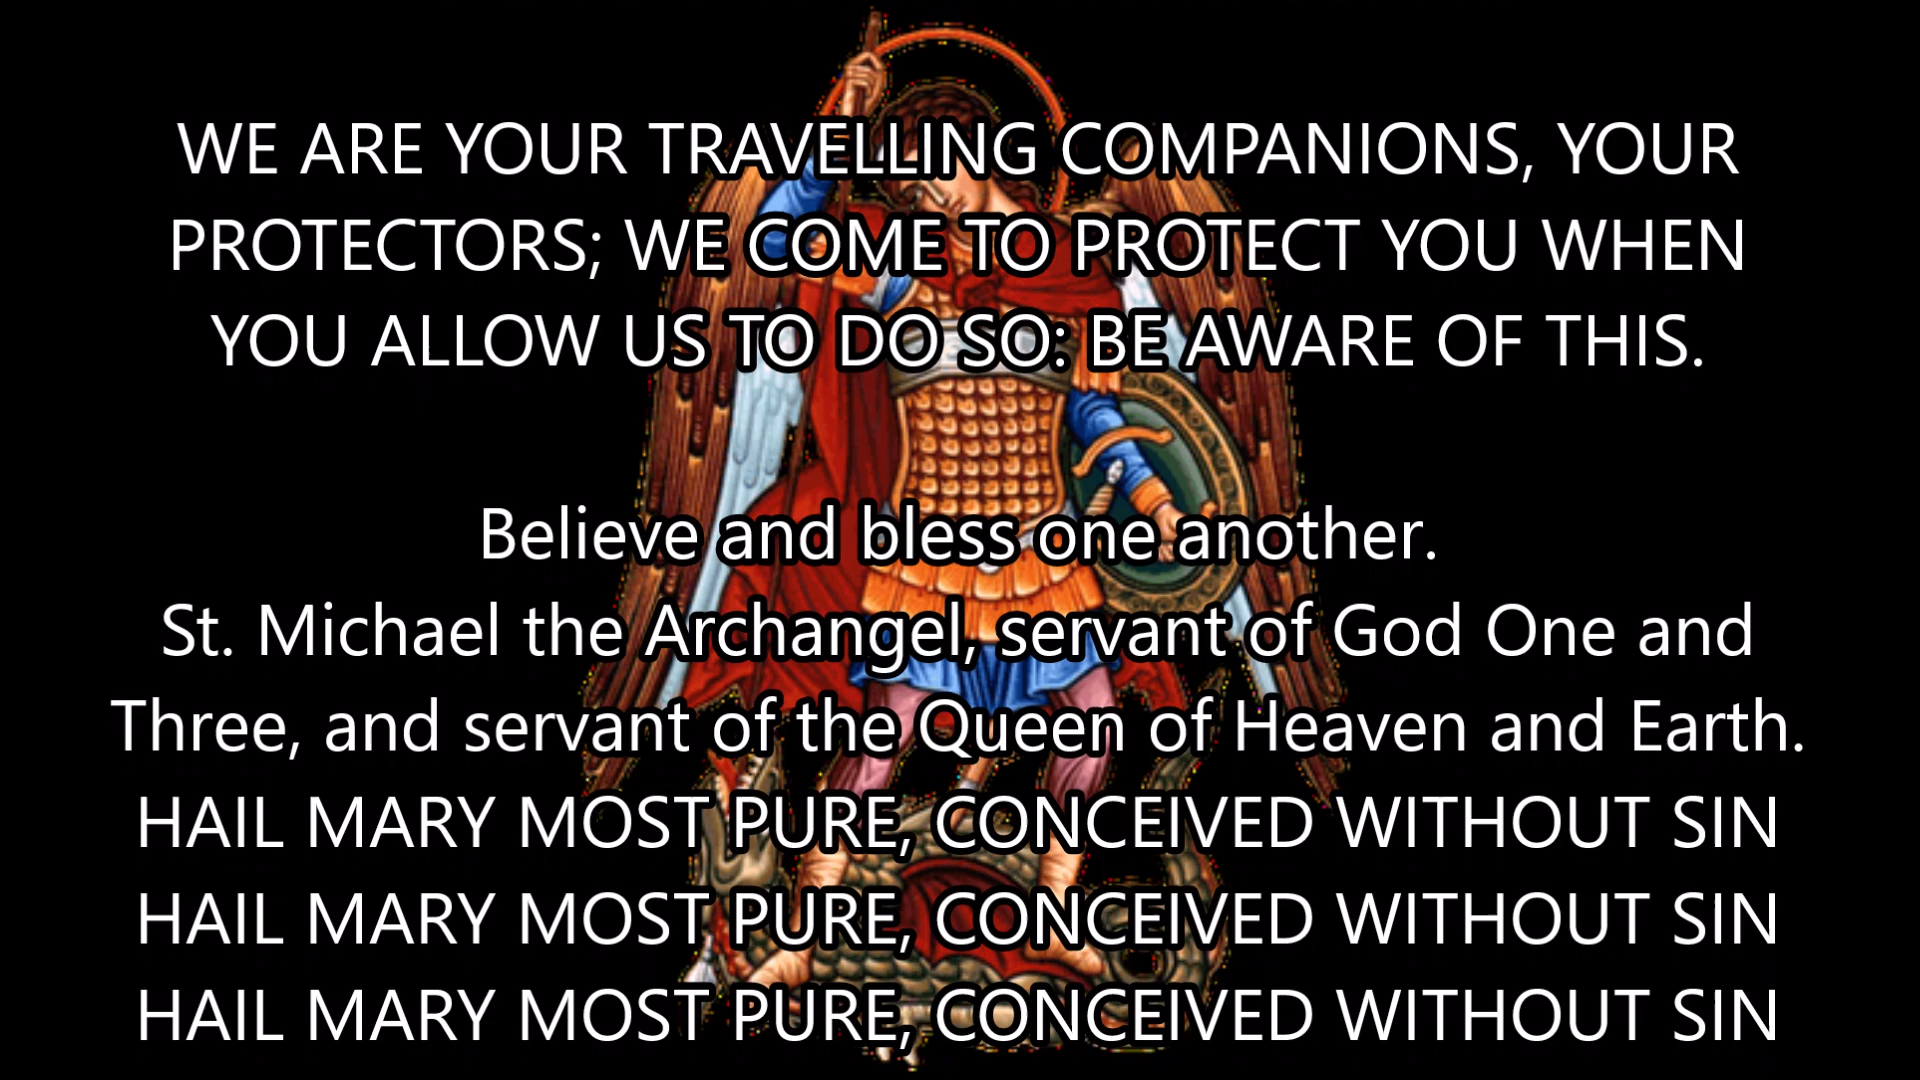 WE ARE YOUR TRAVELLING COMPANIONS, YOUR
PROTECTORS; WE COME TO PROTECT YOU WHEN
YOU ALLOW US TO DO SO: BE AWARE OF THIS.
Believe and bless one another.
St. Michael the Archangel, servant of God One and
Three, and servant of the Queen of Heaven and Earth.
HAIL MARY MOST PURE, CONCEIVED WITHOUT SIN
HAIL MARY MOST PURE, CONCEIVED WITHOUT SIN
HAIL MARY MOST PURE, CONCEIVED WITHOUT SIN